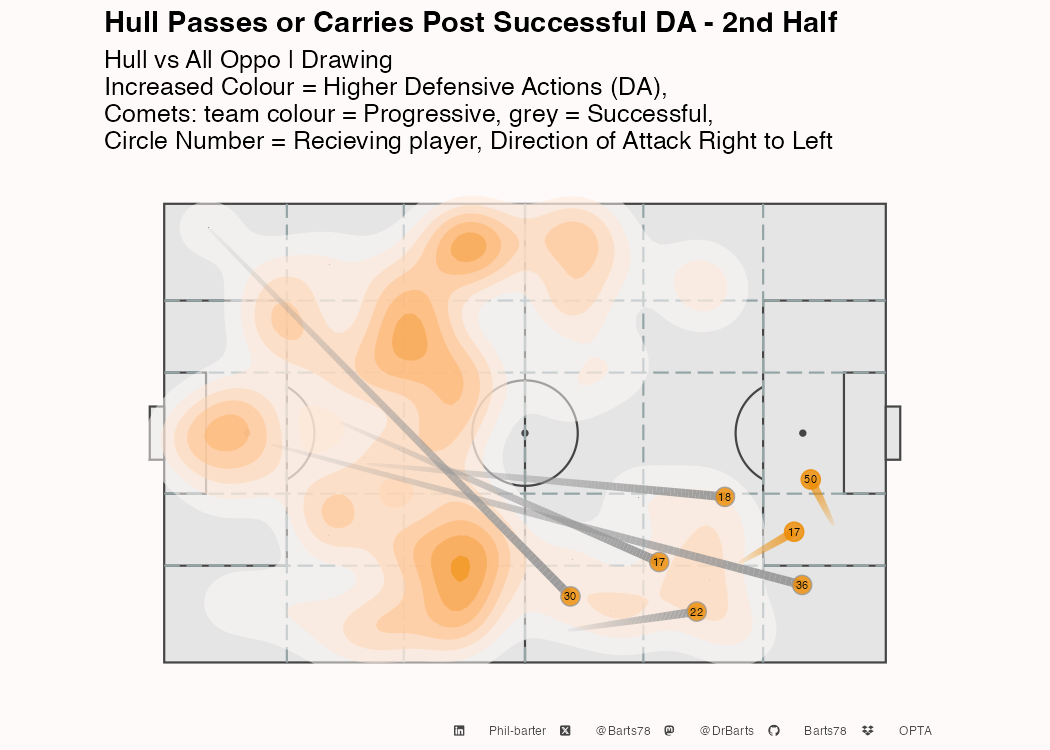 Hull Passes or Carries Post Successful DA - 2nd Half
Hull vs All Oppo | Drawing
Increased Colour = Higher Defensive Actions (DA),
Comets: team colour = Progressive, grey = Successful,
Circle Number = Recieving player, Direction of Attack Right to Left
50
18
17
17
36
30
22
Phil-barter @Barts78 @DrBarts Barts78 OPTA